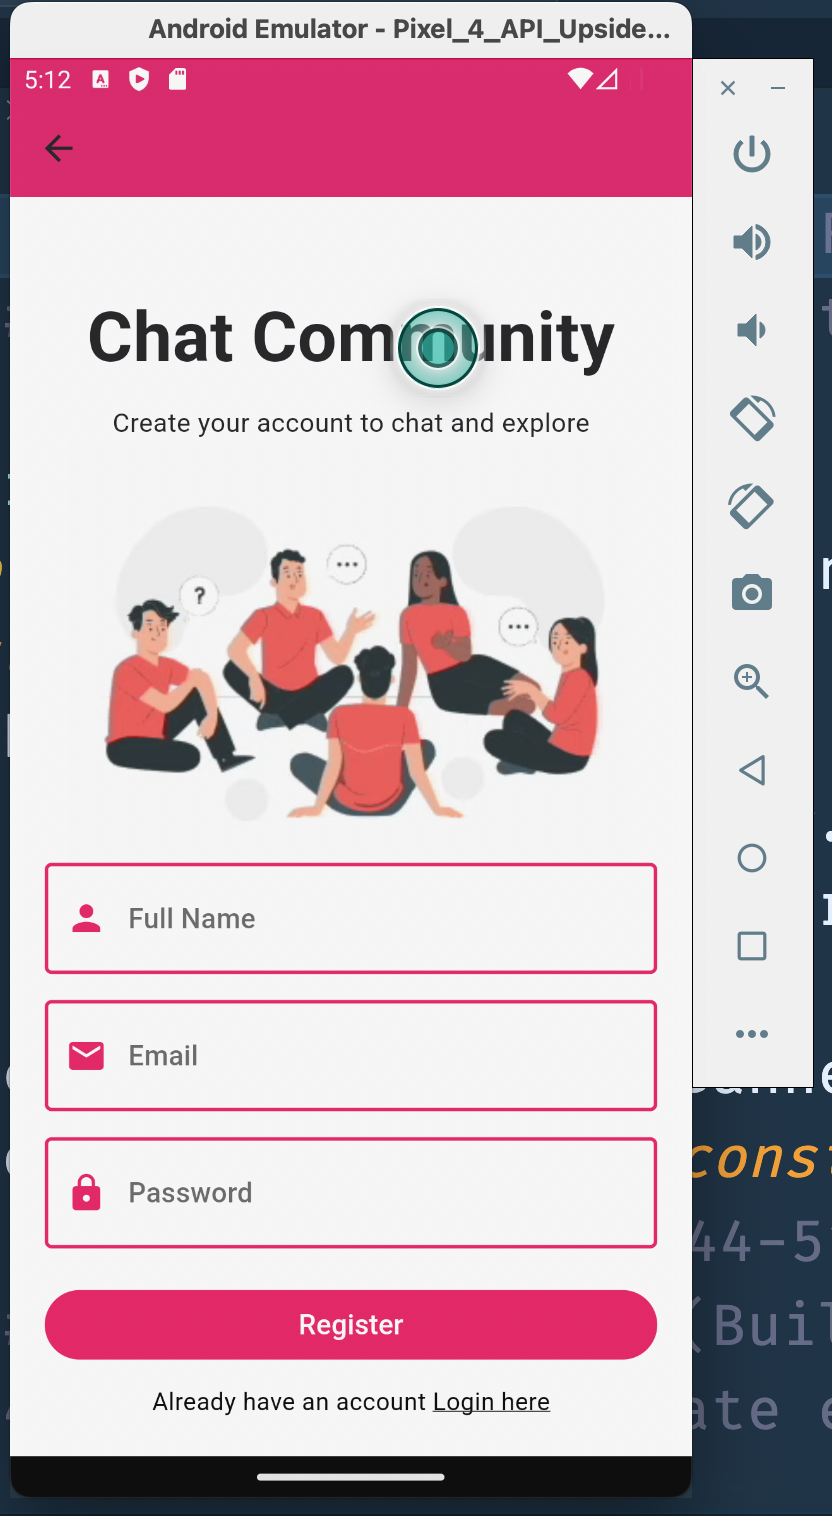 Android Emulator - Pixel_4_API_Upside...
5:12
Chat Community
Create your account to chat and explore
?
Full Name
Email
Password
Register
Already have an account Login here
cons
44-5
(Buil
ate e